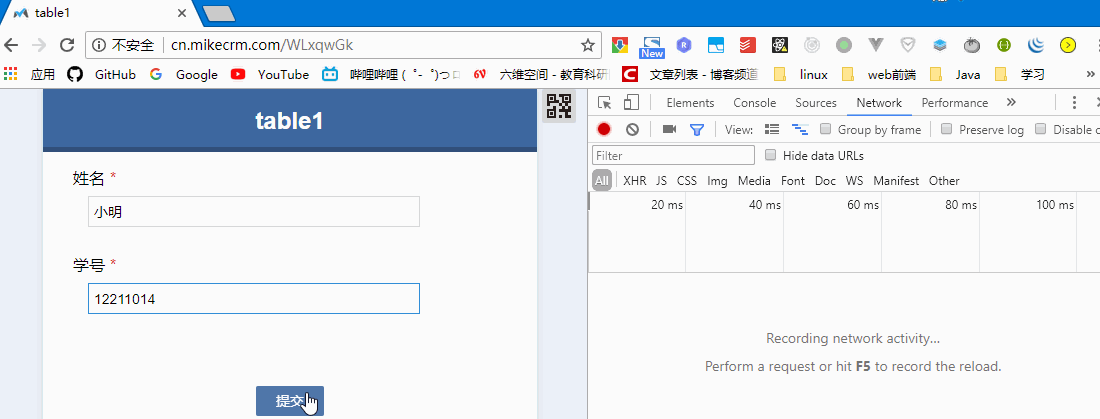 table1
不安全 | cn.mikecrm.com/WLxqwGk
New
应用 GitHub Google YouTube 哔哩哔哩 ( ゜- ゜)つ 六维空间 - 教育科研 文章列表 - 博客频道 linux web前端 Java 学习 »
table1
姓名 *
小明
学号 *
12211014
提交
Elements Console Sources Network Performance »
View: Group by frame Preserve log Disable
Filter Hide data URLs
All XHR JS CSS Img Media Font Doc WS Manifest Other
20 ms 40 ms 60 ms 80 ms 100 ms
Recording network activity…
Perform a request or hit F5 to record the reload.